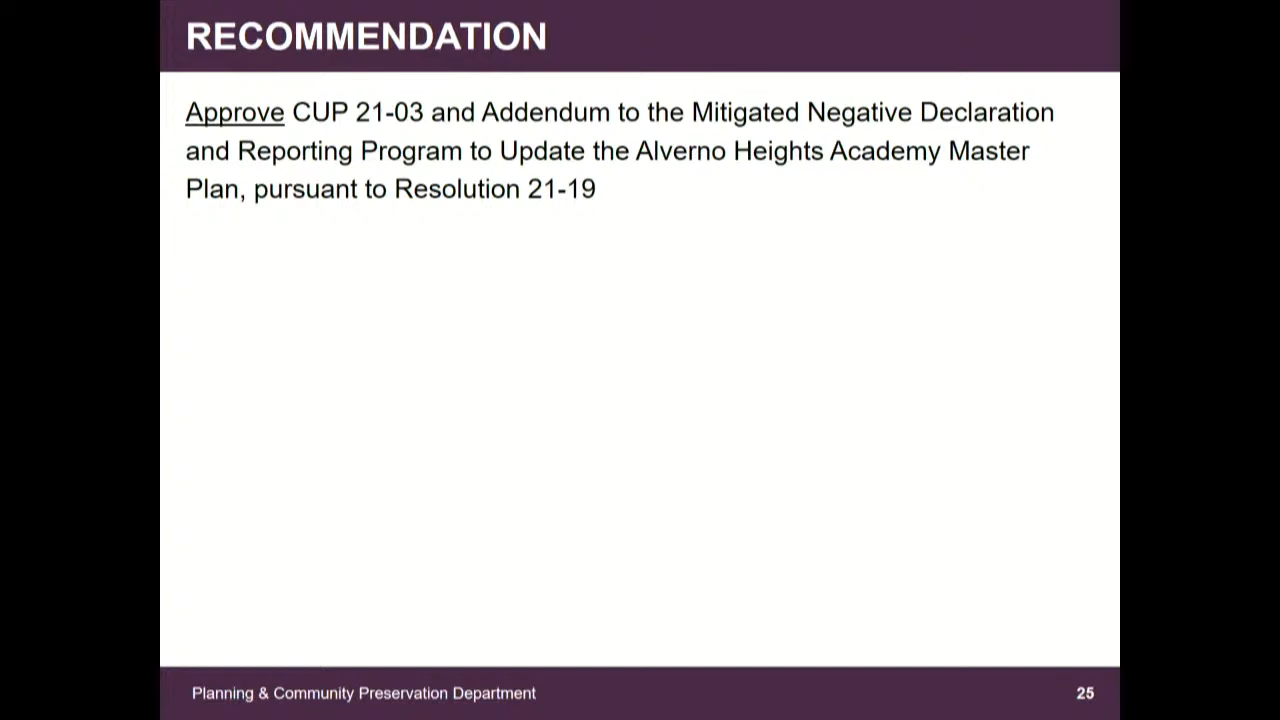 RECOMMENDATION
Approve CUP 21-03 and Addendum to the Mitigated Negative Declaration
and Reporting Program to Update the Alverno Heights Academy Master
Plan, pursuant to Resolution 21-19
Planning & Community Preservation Department
25